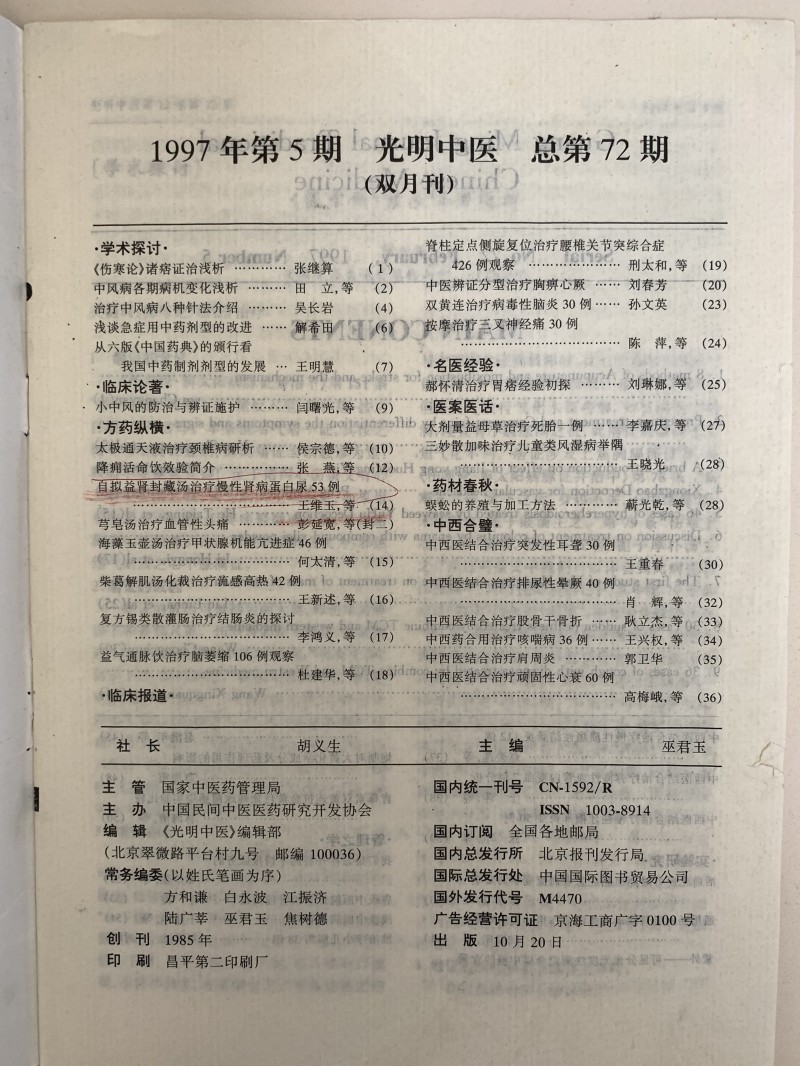 1997年第5期 光明中医 总第72期
(双月刊)
·学术探讨·
《伤寒论》诸痞证治浅析 ………… 张继算 (1)
中风病各期病机变化浅析 ……… 田 立,等 (2)
治疗中风病八种针法介绍 ……… 吴长岩 (4)
浅谈急症用中药剂型的改进 …… 解希田 (6)
从六版《中国药典》的颁行看
我国中药制剂剂型的发展 … 王明慧 (7)
·临床论著·
小中风的防治与辨证施护 ……… 闫曙光,等 (9)
·方药纵横·
太极通天液治疗颈椎病研析 …… 侯宗德,等 (10)
降痫活命饮效验简介 …………… 张 燕,等 (12)
自拟益肾封藏汤治疗慢性肾病蛋白尿53例
………………………………… 王维玉,等 (14)
芎皂汤治疗血管性头痛 ………… 彭延宽,等(封二)
海藻玉壶汤治疗甲状腺机能亢进症46例
………………………………… 何太清,等 (15)
柴葛解肌汤化裁治疗流感高热42例
………………………………… 王新述,等 (16)
复方锡类散灌肠治疗结肠炎的探讨
………………………………… 李鸿义,等 (17)
益气通脉饮治疗脑萎缩106例观察
………………………………… 杜建华,等 (18)
·临床报道·
脊柱定点侧旋复位治疗腰椎关节突综合症
426例观察 ………………… 刑太和,等 (19)
中医辨证分型治疗胸痹心厥 …… 刘春芳 (20)
双黄连治疗病毒性脑炎30例 …… 孙文英 (23)
按摩治疗三叉神经痛30例
………………………………… 陈 萍,等 (24)
·名医经验·
郝怀清治疗胃痞经验初探 ……… 刘琳娜,等 (25)
·医案医话·
大剂量益母草治疗死胎一例 …… 李嘉庆,等 (27)
三妙散加味治疗儿童类风湿病举隅
………………………………… 王晓光 (28)
·药材春秋·
蜈蚣的养殖与加工方法 ………… 蕲光乾,等 (28)
·中西合璧·
中西医结合治疗突发性耳聋30例
………………………………… 王重春 (30)
中西医结合治疗排尿性晕厥40例
………………………………… 肖 辉,等 (32)
中西医结合治疗股骨干骨折 …… 耿立杰,等 (33)
中西药合用治疗咳喘病36例 …… 王兴权,等 (34)
中西医结合治疗肩周炎 ………… 郭卫华 (35)
中西医结合治疗顽固性心衰60例
………………………………… 高梅峨,等 (36)
社 长 胡义生 主 编 巫君玉
主 管 国家中医药管理局
主 办 中国民间中医医药研究开发协会
编 辑 《光明中医》编辑部
(北京翠微路平台村九号 邮编100036)
常务编委(以姓氏笔画为序)
方和谦 白永波 江振济
陆广莘 巫君玉 焦树德
创 刊 1985年
印 刷 昌平第二印刷厂
国内统一刊号 CN-1592/R
ISSN 1003-8914
国内订阅 全国各地邮局
国内总发行所 北京报刊发行局
国际总发行处 中国国际图书贸易公司
国外发行代号 M4470
广告经营许可证 京海工商广字0100号
出 版 10月20日